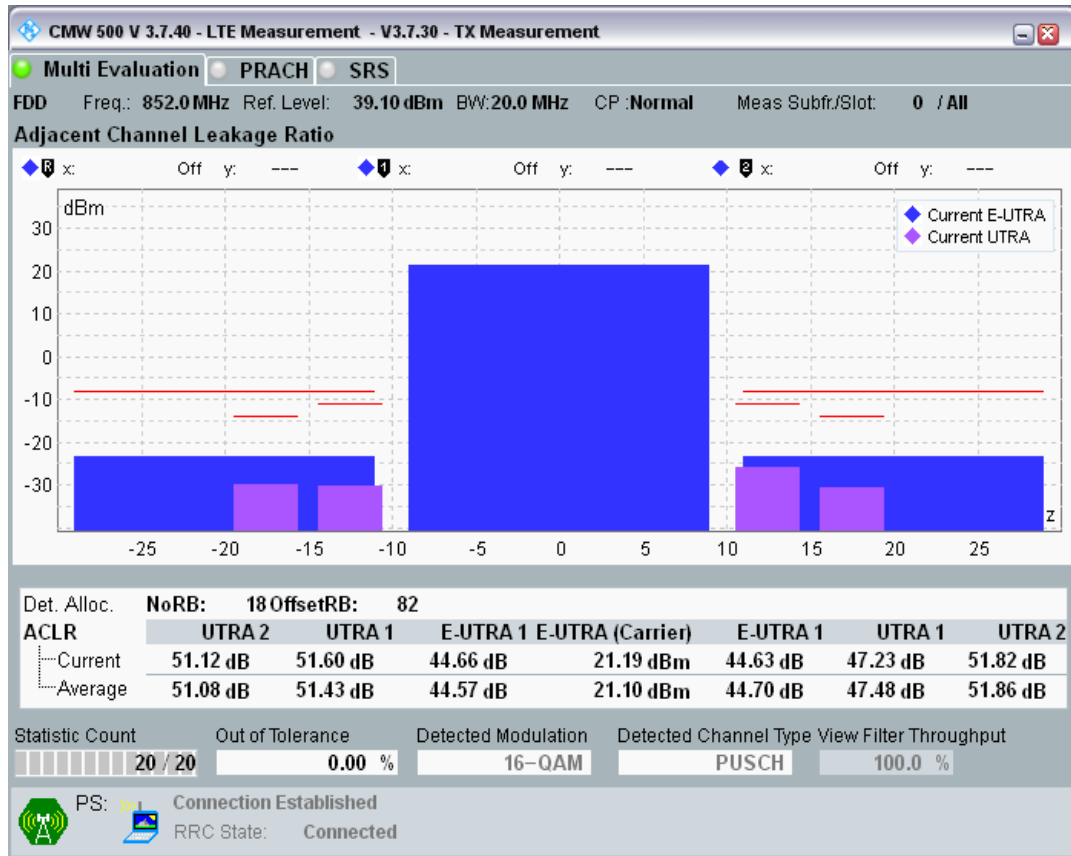 CMW 500 V 3.7.40 - LTE Measurement - V3.7.30 - TX Measurement
Multi Evaluation PRACH SRS
FDD Freq.: 852.0 MHz Ref. Level: 39.10 dBm BW: 20.0 MHz CP : Normal Meas Subfr./Slot: 0 / All
Adjacent Channel Leakage Ratio
R x: Off y: --- 1 x: Off y: --- 2 x: Off y: ---
dBm
Current E-UTRA
Current UTRA
30
20
10
0
-10
-20
-30
z
-25 -20 -15 -10 -5 0 5 10 15 20 25
Det. Alloc. NoRB: 18 OffsetRB: 82
ACLR UTRA 2 UTRA 1 E-UTRA 1 E-UTRA (Carrier) E-UTRA 1 UTRA 1 UTRA 2
Current 51.12 dB 51.60 dB 44.66 dB 21.19 dBm 44.63 dB 47.23 dB 51.82 dB
Average 51.08 dB 51.43 dB 44.57 dB 21.10 dBm 44.70 dB 47.48 dB 51.86 dB
Statistic Count Out of Tolerance Detected Modulation Detected Channel Type View Filter Throughput
20 / 20 0.00 % 16-QAM PUSCH 100.0 %
PS: Connection Established
RRC State: Connected